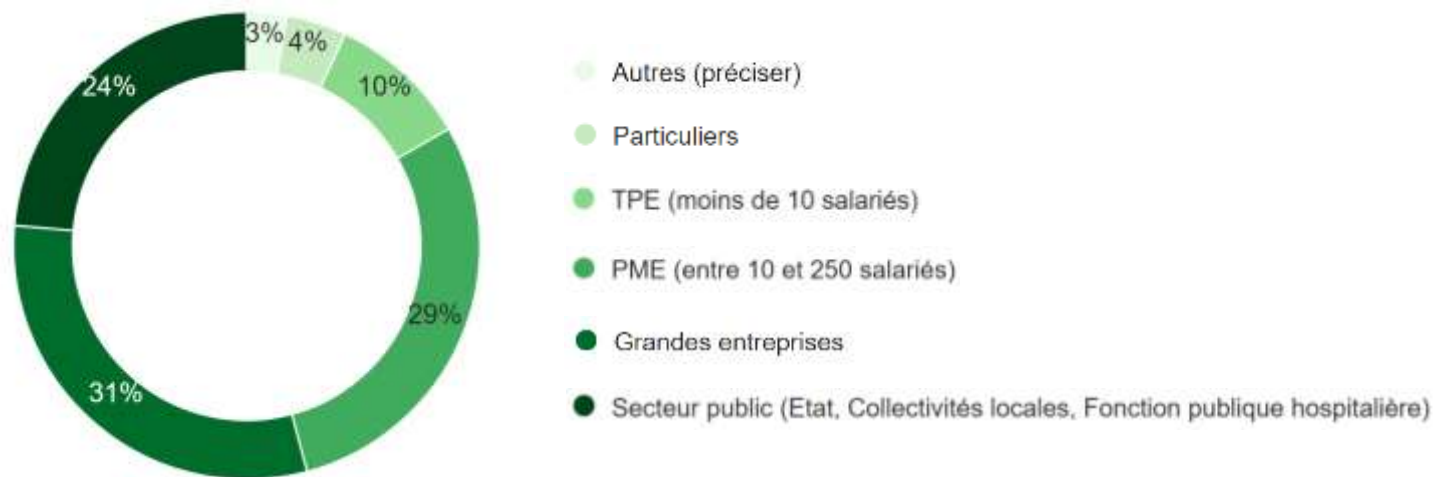 3%
4%
10%
29%
31%
24%
Autres (préciser)
Particuliers
TPE (moins de 10 salariés)
PME (entre 10 et 250 salariés)
Grandes entreprises
Secteur public (Etat, Collectivités locales, Fonction publique hospitalière)